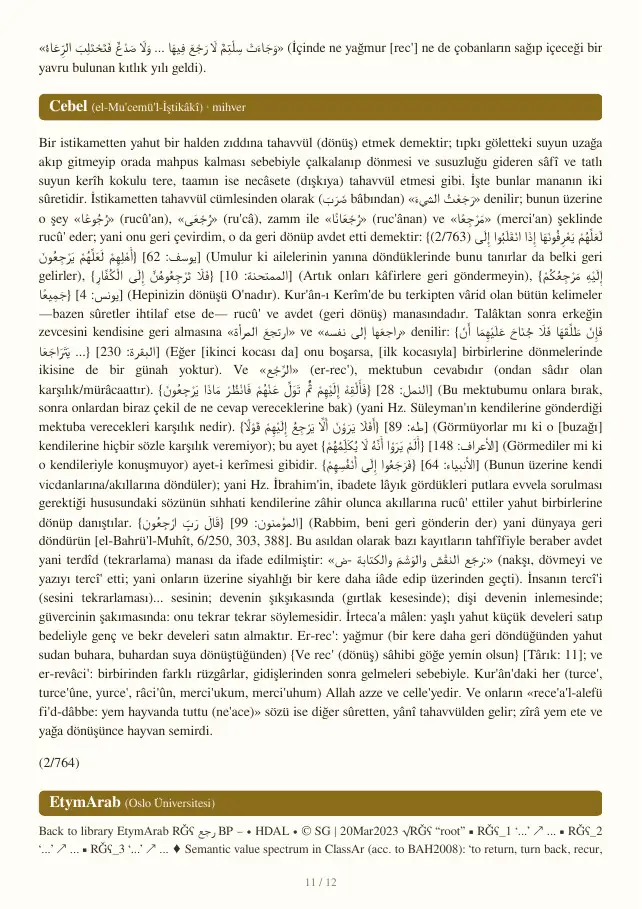 «وَجَاءَتْ سِلْتِمٌ لَا رَجْعَ فِيهَا ... وَلَا صَدْعٌ فَتَحْتَلِبَ الرِّعَاءُ» (İçinde ne yağmur [rec'] ne de çobanların sağıp içeceği bir
yavru bulunan kıtlık yılı geldi).
Cebel (el-Mu'cemü'l-İştikâkî) · mihver
Bir istikametten yahut bir halden zıddına tahavvül (dönüş) etmek demektir; tıpkı göletteki suyun uzağa
akıp gitmeyip orada mahpus kalması sebebiyle çalkalanıp dönmesi ve susuzluğu gideren sâfî ve tatlı
suyun kerîh kokulu tere, taamın ise necâsete (dışkıya) tahavvül etmesi gibi. İşte bunlar mananın iki
sûretidir. İstikametten tahavvül cümlesinden olarak (ضَرَبَ bâbından) «رَجَعْتُ الشيءَ» denilir; bunun üzerine
o şey «رُجُوعًا» (rucû'an), «رُجْعَى» (ru'câ), zamm ile «رُجْعَانًا» (ruc'ânan) ve «مَرْجِعًا» (merci'an) şeklinde
rucû' eder; yani onu geri çevirdim, o da geri dönüp avdet etti demektir: (2/763)} لَعَلَّهُمْ يَعْرِفُونَهَا إِذَا انقَلَبُوا إِلَى
أَهْلِهِمْ لَعَلَّهُمْ يَرْجِعُونَ} [يوسف: 62] (Umulur ki ailelerinin yanına döndüklerinde bunu tanırlar da belki geri
gelirler), {فَلَا تَرْجِعُوهُنَّ إِلَى الْكُفَّارِ} [الممتحنة: 10] (Artık onları kâfirlere geri göndermeyin), {إِلَيْهِ مَرْجِعُكُمْ
جَمِيعًا} [يونس: 4] (Hepinizin dönüşü O'nadır). Kur'ân-ı Kerîm'de bu terkipten vârid olan bütün kelimeler
—bazen sûretler ihtilaf etse de— rucû' ve avdet (geri dönüş) manasındadır. Talâktan sonra erkeğin
zevcesini kendisine geri almasına «ارتجع المرأة» ve «راجعها إلى نفسه» denilir: {فَإِنْ طَلَّقَهَا فَلَا جُنَاحَ عَلَيْهِمَا أَنْ
يَتَرَاجَعَا ...} [البقرة: 230] (Eğer [ikinci kocası da] onu boşarsa, [ilk kocasıyla] birbirlerine dönmelerinde
ikisine de bir günah yoktur). Ve «الرَّجْع» (er-rec'), mektubun cevabıdır (ondan sâdır olan
karşılık/mürâcaattır). {فَأَلْقِهْ إِلَيْهِمْ ثُمَّ تَوَلَّ عَنْهُمْ فَانْظُرْ مَاذَا يَرْجِعُونَ} [النمل: 28] (Bu mektubumu onlara bırak,
sonra onlardan biraz çekil de ne cevap vereceklerine bak) (yani Hz. Süleyman'ın kendilerine gönderdiği
mektuba verecekleri karşılık nedir). {أَفَلَا يَرَوْنَ أَلَّا يَرْجِعُ إِلَيْهِمْ قَوْلًا} [طه: 89] (Görmüyorlar mı ki o [buzağı]
kendilerine hiçbir sözle karşılık veremiyor); bu ayet {أَلَمْ يَرَوْا أَنَّهُ لَا يُكَلِّمُهُمْ} [الأعراف: 148] (Görmediler mi ki
o kendileriyle konuşmuyor) ayet-i kerîmesi gibidir. {فَرَجَعُوا إِلَى أَنْفُسِهِمْ} [الأنبياء: 64] (Bunun üzerine kendi
vicdanlarına/akıllarına döndüler); yani Hz. İbrahim'in, ibadete lâyık gördükleri putlara evvela sorulması
gerektiği hususundaki sözünün sıhhati kendilerine zâhir olunca akıllarına rucû' ettiler yahut birbirlerine
dönüp danıştılar. {قَالَ رَبِّ ارْجِعُونِ} [المؤمنون: 99] (Rabbim, beni geri gönderin der) yani dünyaya geri
döndürün [el-Bahrü'l-Muhît, 6/250, 303, 388]. Bu asıldan olarak bazı kayıtların tahfîfiyle beraber avdet
yani terdîd (tekrarlama) manası da ifade edilmiştir: «رجّع النقْش والوَشْم والكتابة -ض:» (nakşı, dövmeyi ve
yazıyı tercî' etti; yani onların üzerine siyahlığı bir kere daha iâde edip üzerinden geçti). İnsanın tercî'i
(sesini tekrarlaması)... sesinin; devenin şıkşıkasında (gırtlak kesesinde); dişi devenin inlemesinde;
güvercinin şakımasında: onu tekrar tekrar söylemesidir. İrteca'a mâlen: yaşlı yahut küçük develeri satıp
bedeliyle genç ve bekr develeri satın almaktır. Er-rec': yağmur (bir kere daha geri döndüğünden yahut
sudan buhara, buhardan suya dönüştüğünden) {Ve rec' (dönüş) sâhibi göğe yemin olsun} [Târık: 11]; ve
er-revâci': birbirinden farklı rüzgârlar, gidişlerinden sonra gelmeleri sebebiyle. Kur'ân'daki her (turce',
turce'ûne, yurce', râci'ûn, merci'ukum, merci'uhum) Allah azze ve celle'yedir. Ve onların «rece'a'l-alefü
fi'd-dâbbe: yem hayvanda tuttu (ne'ace)» sözü ise diğer sûretten, yânî tahavvülden gelir; zîrâ yem ete ve
yağa dönüşünce hayvan semirdi.
(2/764)
EtymArab (Oslo Üniversitesi)
Back to library EtymArab RǦʕ رجع BP – • HDAL • © SG | 20Mar2023 √RǦʕ “root” ▪ RǦʕ_1 ‘...’ ↗ ... ▪ RǦʕ_2
‘...’ ↗ ... ▪ RǦʕ_3 ‘...’ ↗ ... ♦ Semantic value spectrum in ClassAr (acc. to BAH2008): ‘to return, turn back, recur,
11 / 12